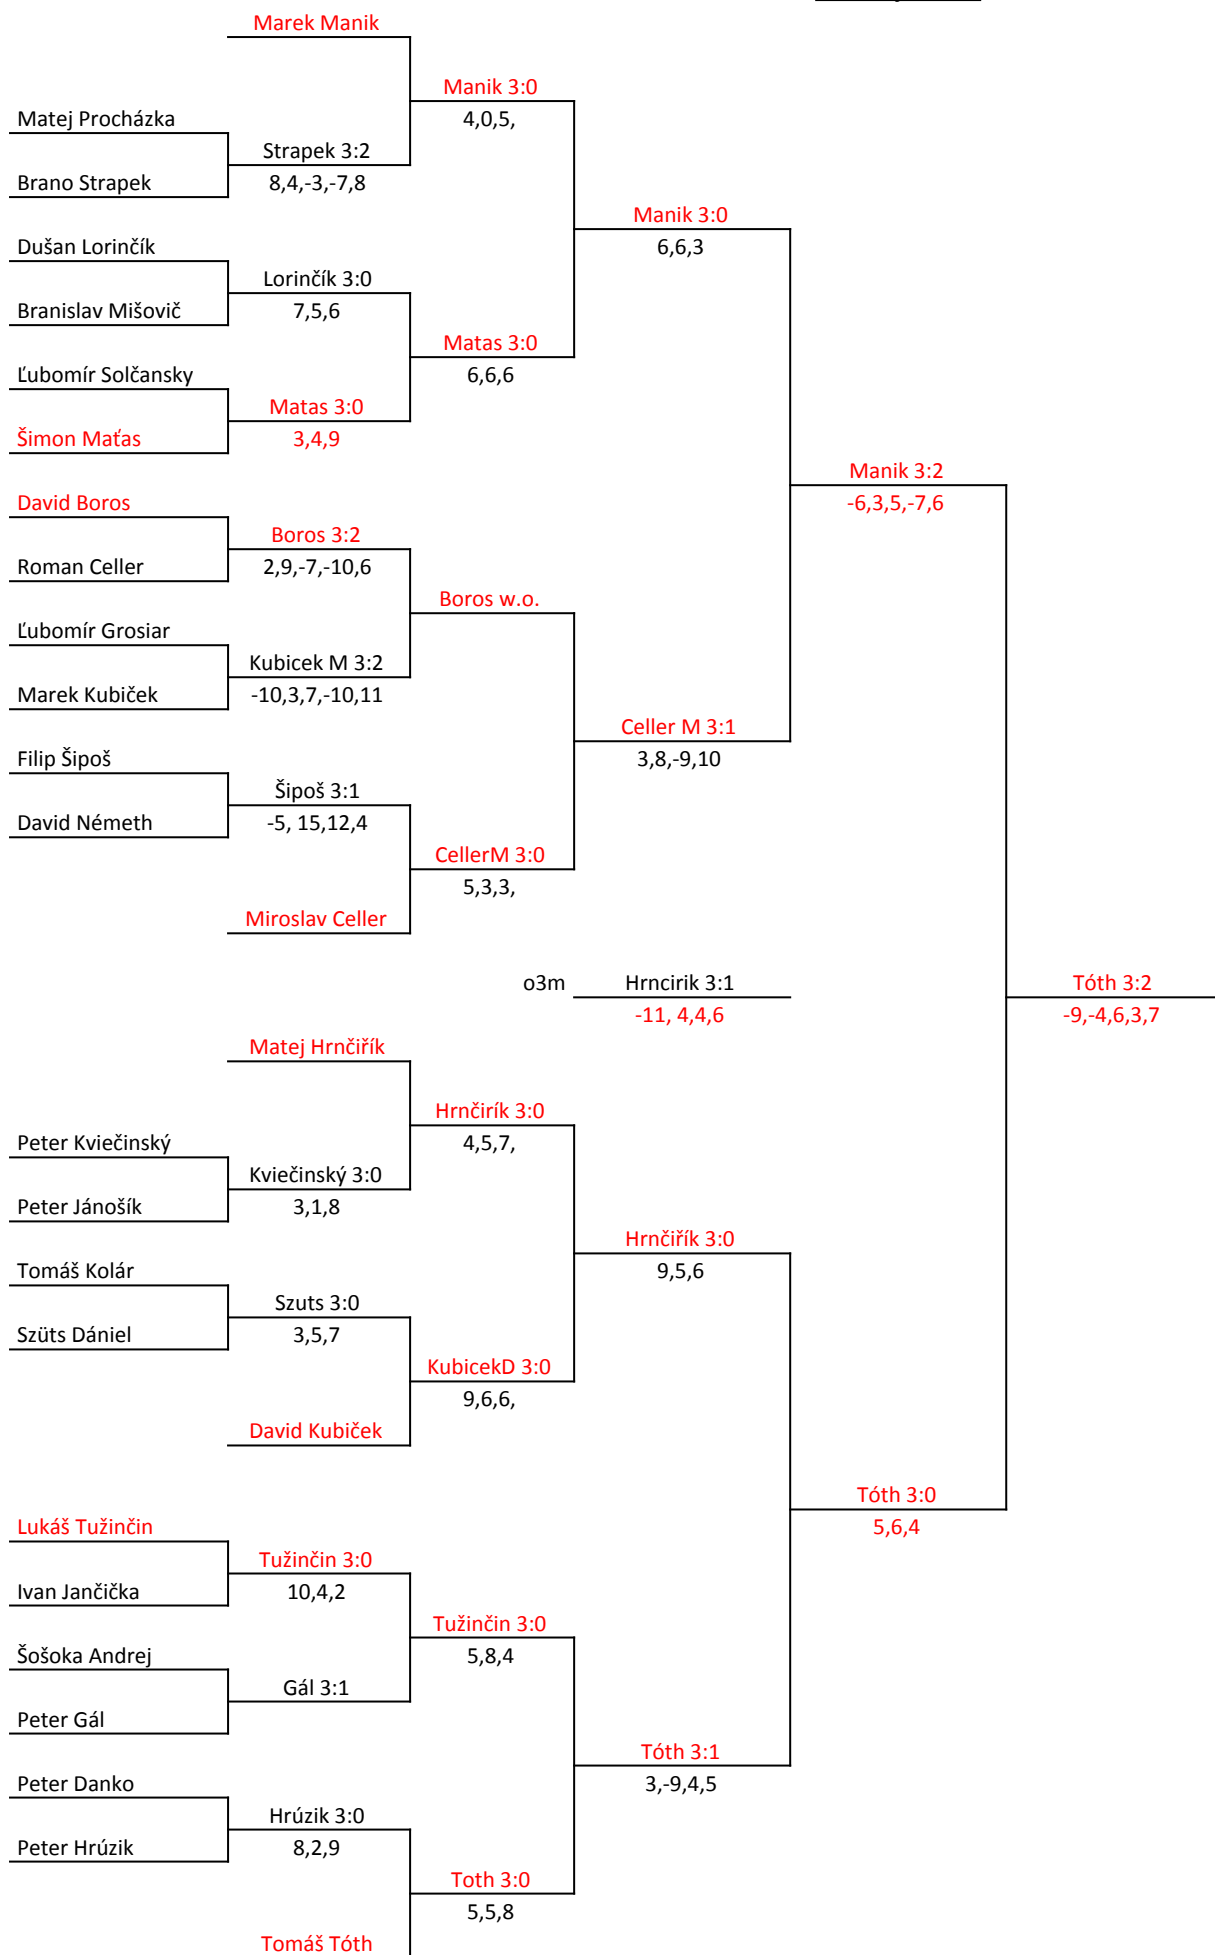 Marek Manik
Manik 3:0
4,0,5,
Matej Procházka
Strapek 3:2
Brano Strapek
8,4,-3,-7,8
Manik 3:0
6,6,3
Dušan Lorinčík
Lorinčík 3:0
Branislav Mišovič
7,5,6
Matas 3:0
6,6,6
Ľubomír Solčansky
Matas 3:0
Šimon Maťas
3,4,9
Manik 3:2
-6,3,5,-7,6
David Boros
Boros 3:2
Roman Celler
2,9,-7,-10,6
Boros w.o.
Ľubomír Grosiar
Kubicek M 3:2
Marek Kubiček
-10,3,7,-10,11
Celler M 3:1
3,8,-9,10
Filip Šipoš
Šipoš 3:1
David Németh
-5, 15,12,4
CellerM 3:0
5,3,3,
Miroslav Celler
o3m
Hrncirik 3:1
-11, 4,4,6
Tóth 3:2
-9,-4,6,3,7
Matej Hrnčiřík
Hrnčirík 3:0
4,5,7,
Peter Kviečinský
Kviečinský 3:0
Peter Jánošík
3,1,8
Hrnčiřík 3:0
9,5,6
Tomáš Kolár
Szuts 3:0
Szüts Dániel
3,5,7
KubicekD 3:0
9,6,6,
David Kubiček
Tóth 3:0
5,6,4
Lukáš Tužinčin
Tužinčin 3:0
Ivan Jančička
10,4,2
Tužinčin 3:0
5,8,4
Šošoka Andrej
Gál 3:1
Peter Gál
Tóth 3:1
3,-9,4,5
Peter Danko
Hrúzik 3:0
Peter Hrúzik
8,2,9
Toth 3:0
5,5,8
Tomáš Tóth